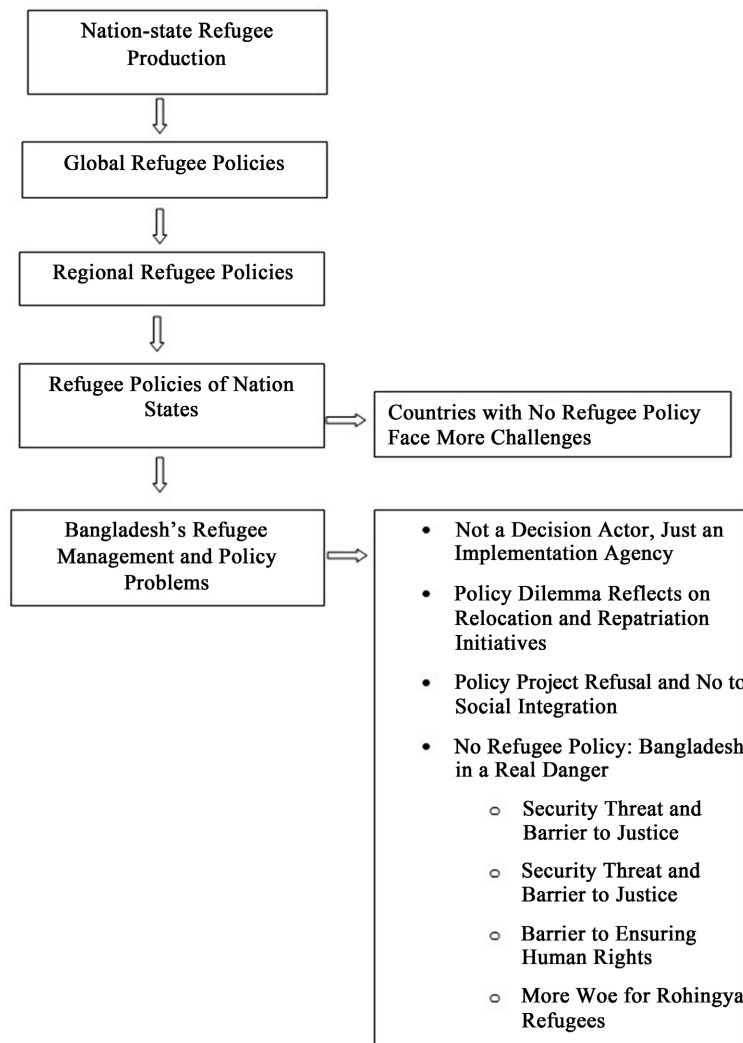 Nation-state Refugee
Production
Global Refugee Policies
Regional Refugee Policies
Refugee Policies of Nation
States
Countries with No Refugee Policy
Face More Challenges
Bangladesh's Refugee
Management and Policy
Problems
• Not a Decision Actor, Just an
Implementation Agency
• Policy Dilemma Reflects on
Relocation and Repatriation
Initiatives
• Policy Project Refusal and No to
Social Integration
• No Refugee Policy: Bangladesh
in a Real Danger
o Security Threat and
Barrier to Justice
o Security Threat and
Barrier to Justice
o Barrier to Ensuring
Human Rights
o More Woe for Rohingya
Refugees